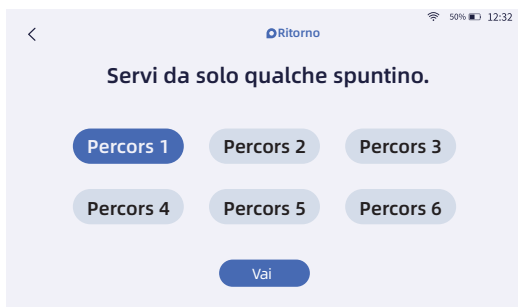 50% 12:32
Ritorno
Servi da solo qualche spuntino.
Percors 1 Percors 2 Percors 3
Percors 4 Percors 5 Percors 6
Vai